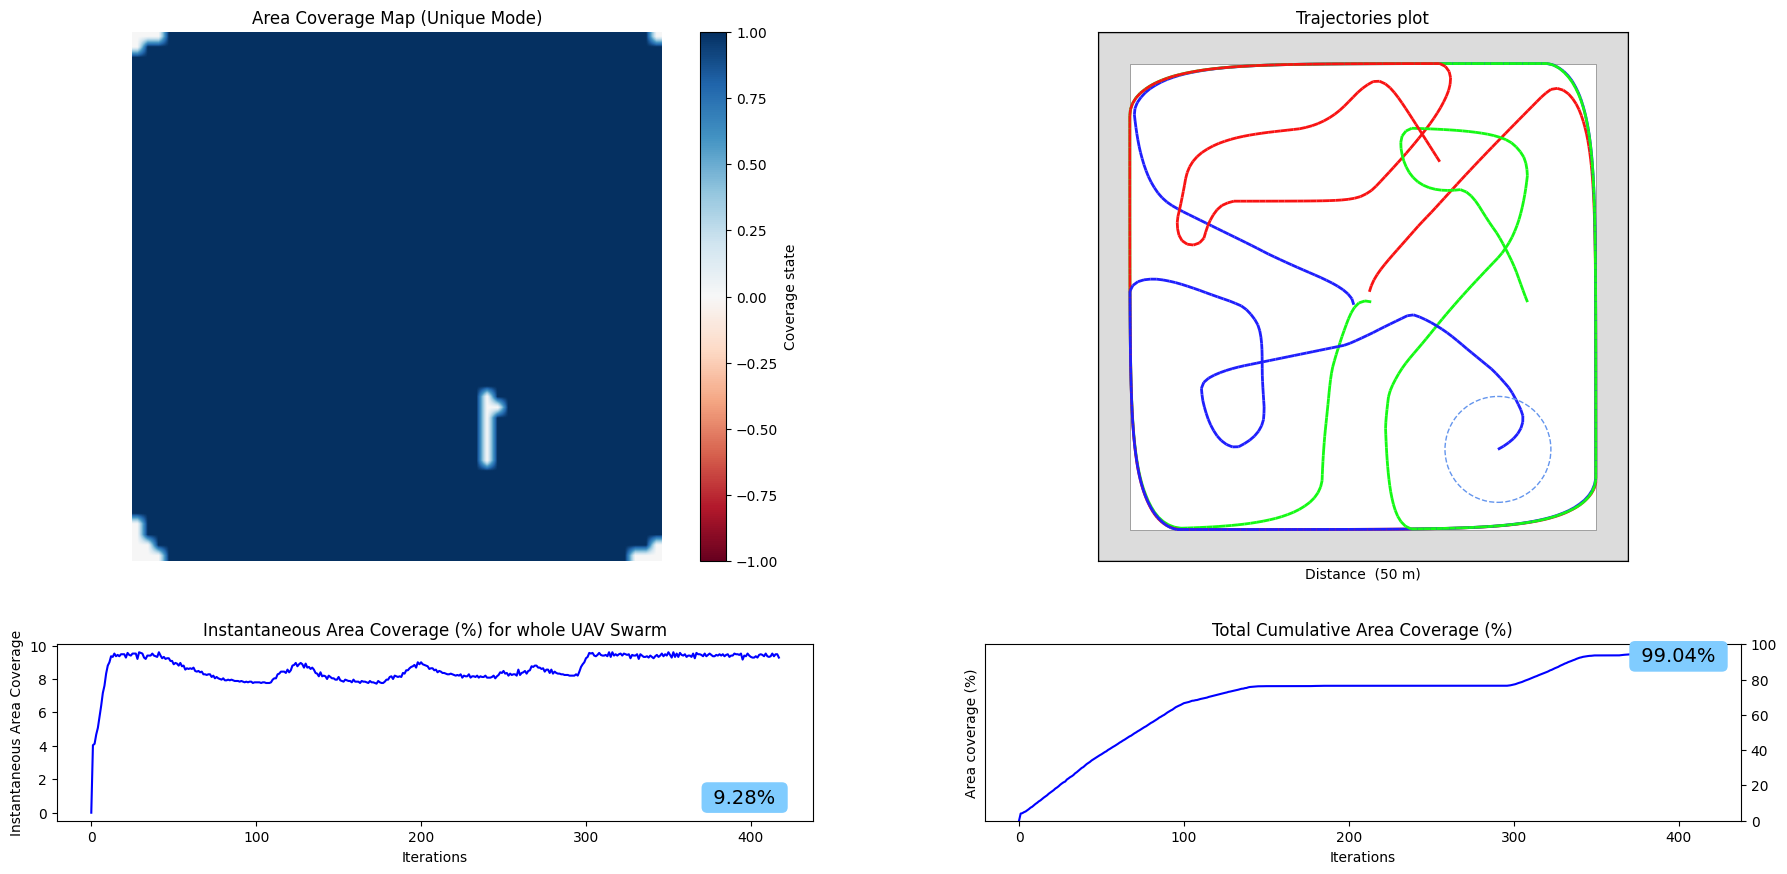 Area Coverage Map (Unique Mode)
1.00
0.75
0.50
0.25
0.00
−0.25
−0.50
−0.75
−1.00
Coverage state
Trajectories plot
Distance  (50 m)
Instantaneous Area Coverage (%) for whole UAV Swarm
Instantaneous Area Coverage
10
8
6
4
2
0
9.28%
0 100 200 300 400
Iterations
Total Cumulative Area Coverage (%)
Area coverage (%)
99.04%
100
80
60
40
20
0
0 100 200 300 400
Iterations